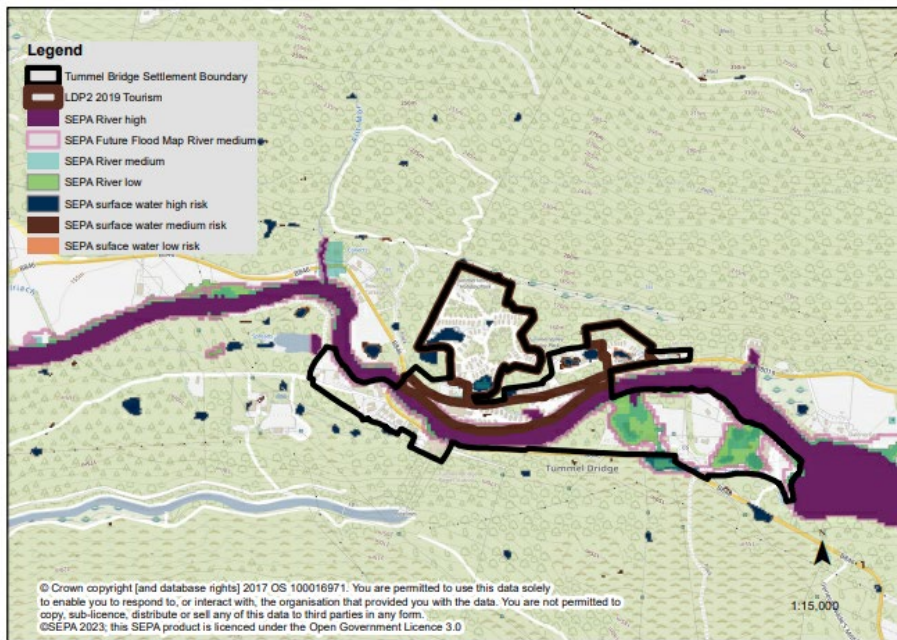 Legend
Tummel Bridge Settlement Boundary
LDP2 2019 Tourism
SEPA River high
SEPA Future Flood Map River medium
SEPA River medium
SEPA River low
SEPA surface water high risk
SEPA surface water medium risk
SEPA suface water low risk
B846
B846
Tummel Bridge
B8019
1:15,000
© Crown copyright [and database rights] 2017 OS 100016971. You are permitted to use this data solely
to enable you to respond to, or interact with, the organisation that provided you with the data. You are not permitted to
copy, sub-licence, distribute or sell any of this data to third parties in any form.
©SEPA 2023; this SEPA product is licenced under the Open Government Licence 3.0